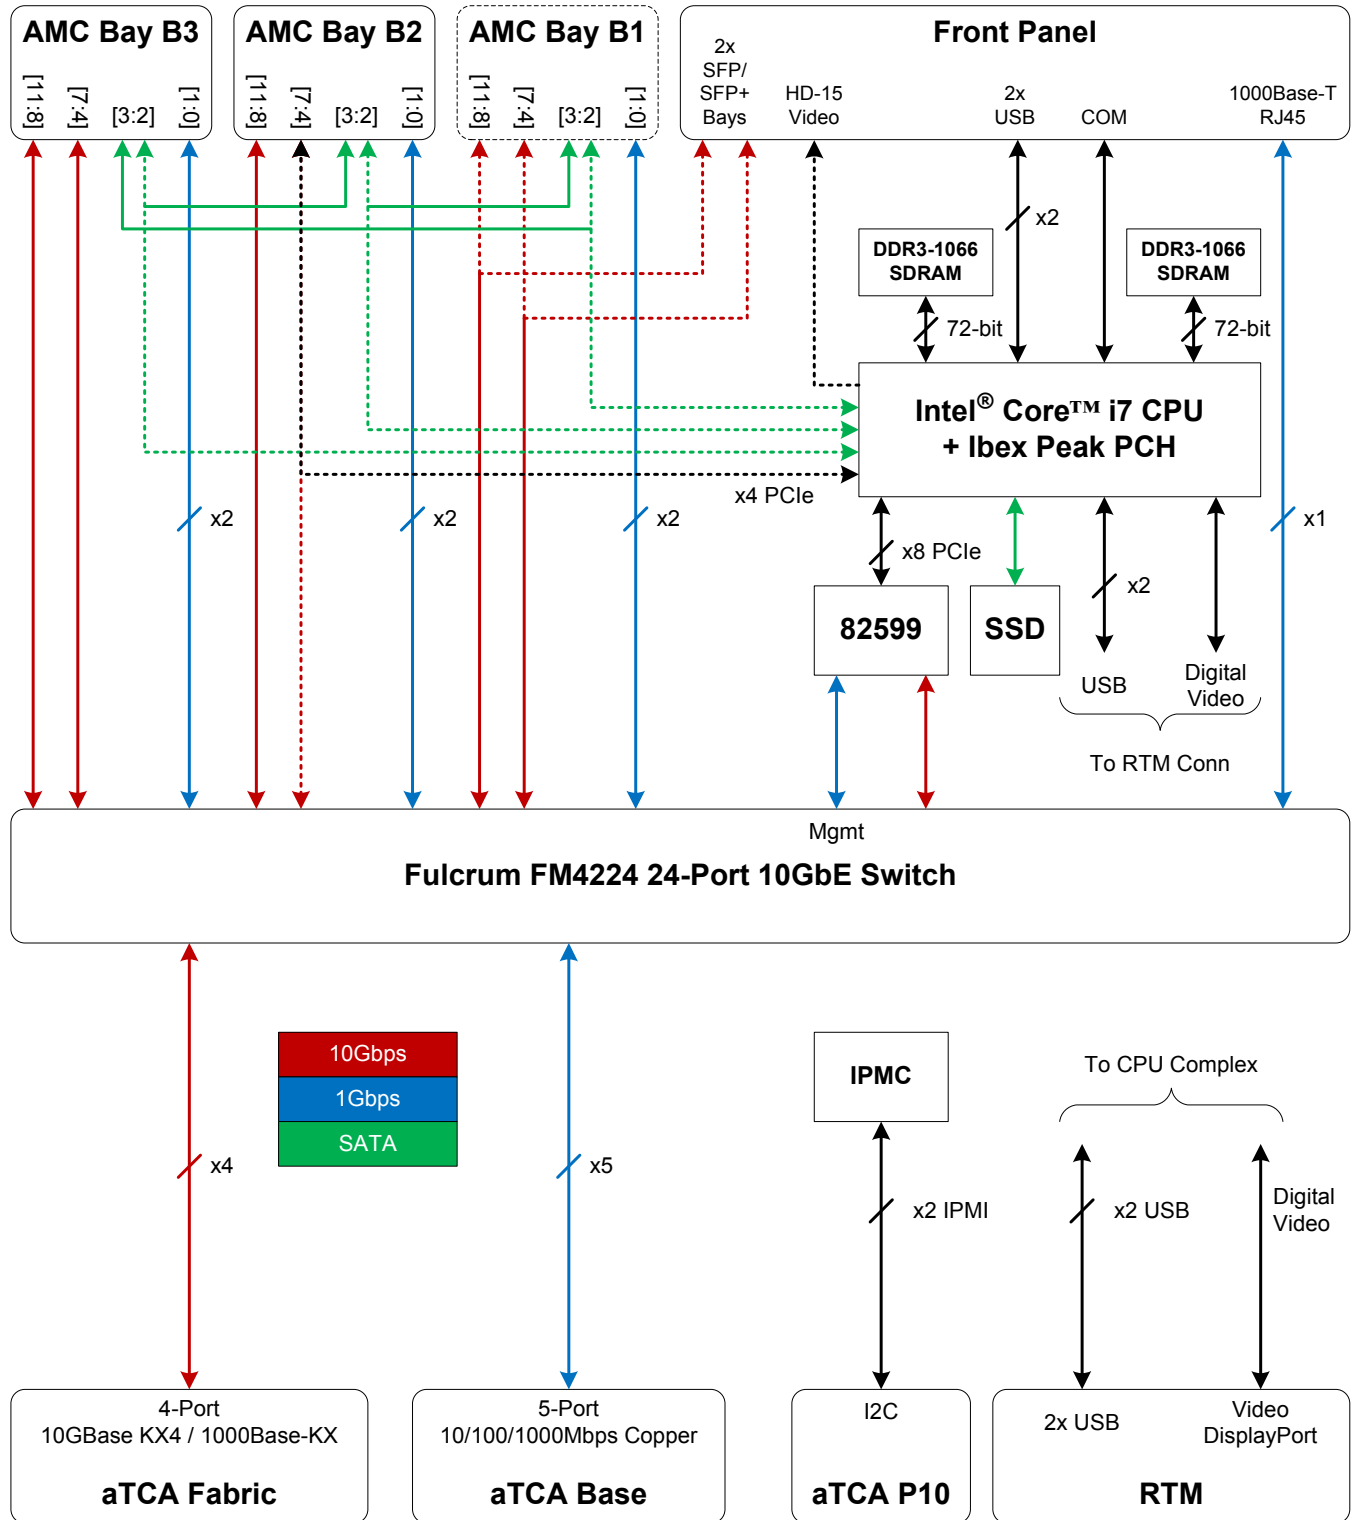 AMC Bay B3
[11:8]
[7:4]
[3:2]
[1:0]
AMC Bay B2
[11:8]
[7:4]
[3:2]
[1:0]
AMC Bay B1
[11:8]
[7:4]
[3:2]
[1:0]
Front Panel
2x
SFP/
SFP+
Bays
HD-15
Video
2x
USB
COM
1000Base-T
RJ45
x2
DDR3-1066
SDRAM
DDR3-1066
SDRAM
72-bit
72-bit
Intel® Core™ i7 CPU
+ Ibex Peak PCH
x4 PCIe
x2
x2
x2
x1
x8 PCIe
x2
82599
SSD
USB
Digital
Video
To RTM Conn
Mgmt
Fulcrum FM4224 24-Port 10GbE Switch
10Gbps
1Gbps
SATA
IPMC
To CPU Complex
x4
x5
x2 IPMI
x2 USB
Digital
Video
4-Port
10GBase KX4 / 1000Base-KX
aTCA Fabric
5-Port
10/100/1000Mbps Copper
aTCA Base
I2C
aTCA P10
2x USB
Video
DisplayPort
RTM